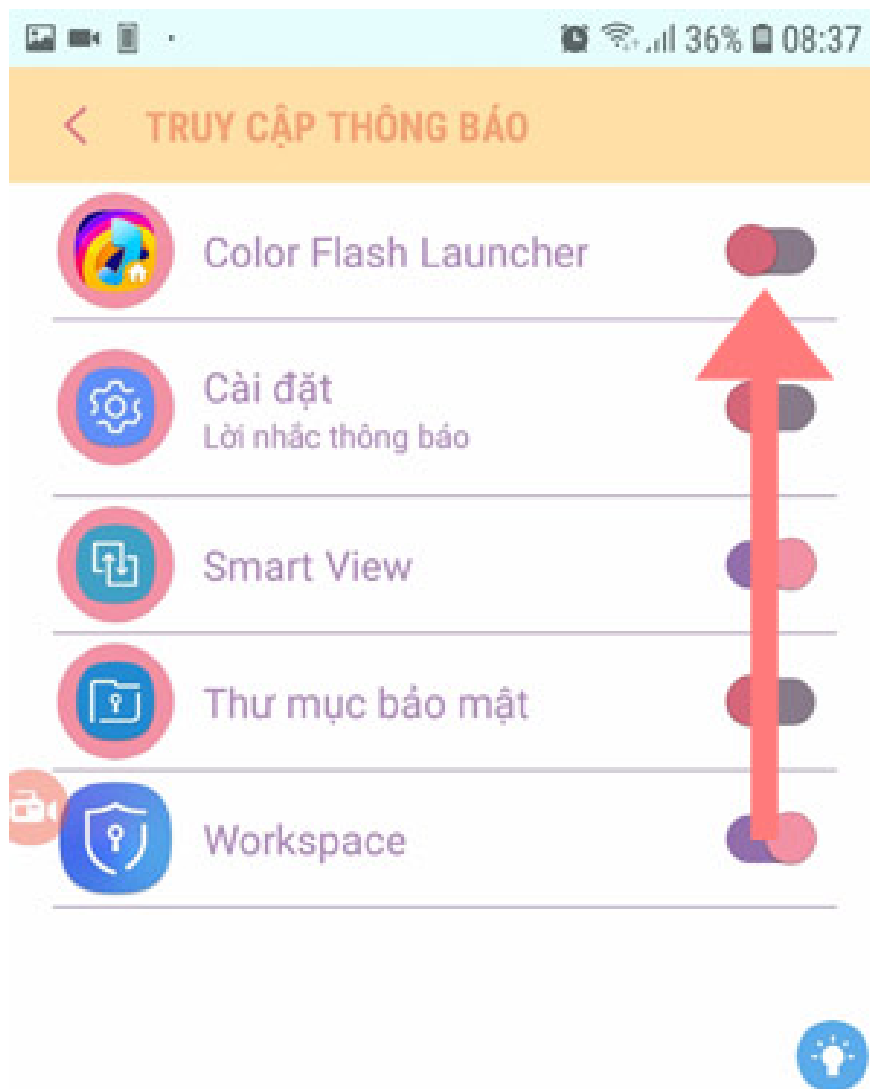 36% 08:37
TRUY CẬP THÔNG BÁO
Color Flash Launcher
Cài đặt
Lời nhắc thông báo
Smart View
Thư mục bảo mật
Workspace